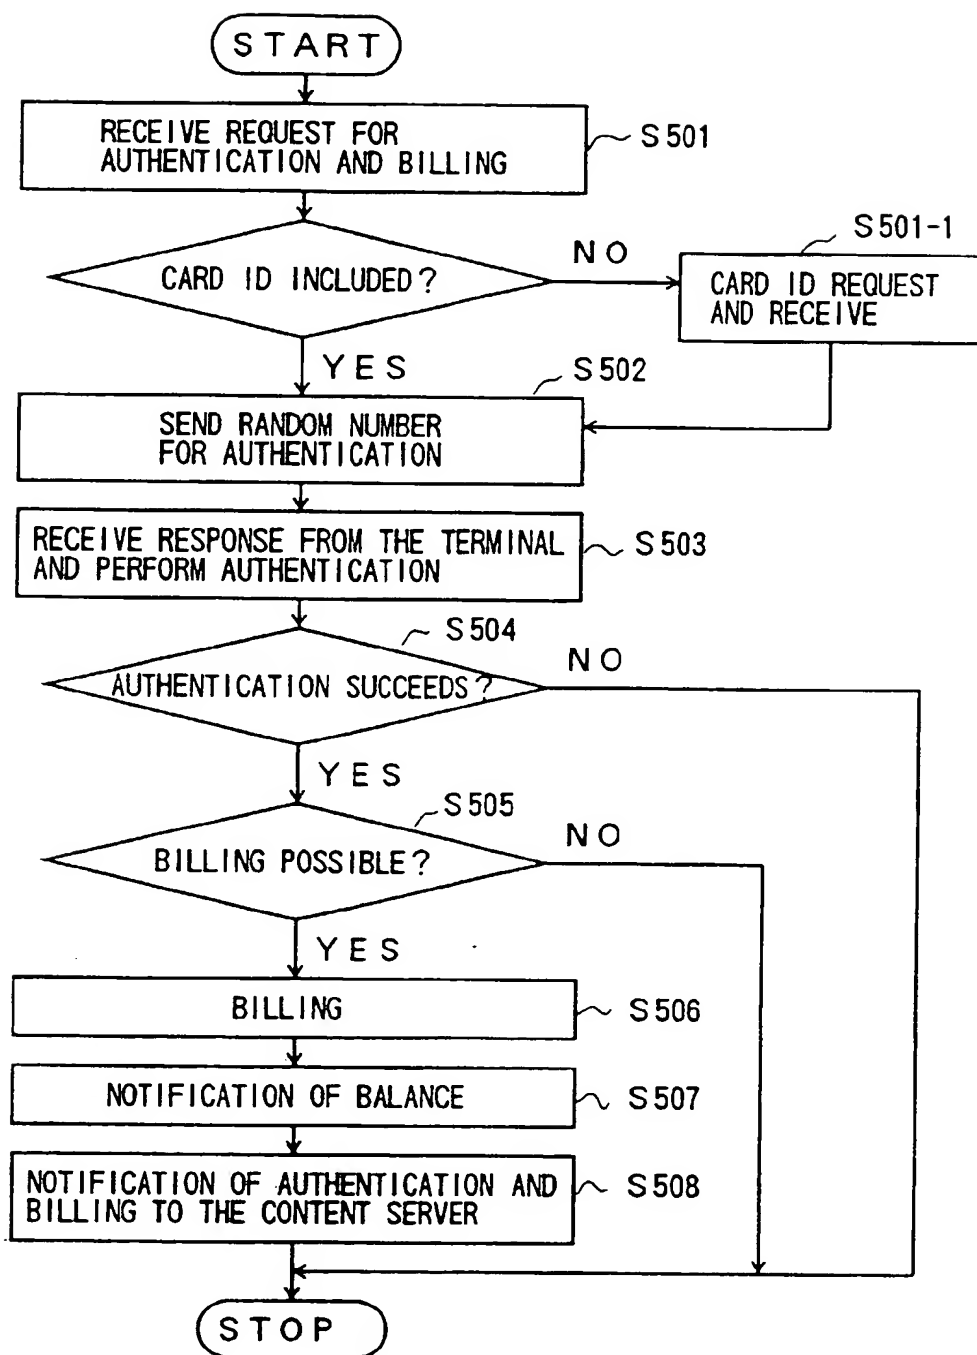 START
RECEIVE REQUEST FOR
AUTHENTICATION AND BILLING
S501
CARD ID INCLUDED?
NO
S501-1
CARD ID REQUEST
AND RECEIVE
YES
S502
SEND RANDOM NUMBER
FOR AUTHENTICATION
RECEIVE RESPONSE FROM THE TERMINAL
AND PERFORM AUTHENTICATION
S503
S504
AUTHENTICATION SUCCEEDS?
NO
YES
S505
BILLING POSSIBLE?
NO
YES
BILLING
S506
NOTIFICATION OF BALANCE
S507
NOTIFICATION OF AUTHENTICATION AND
BILLING TO THE CONTENT SERVER
S508
STOP